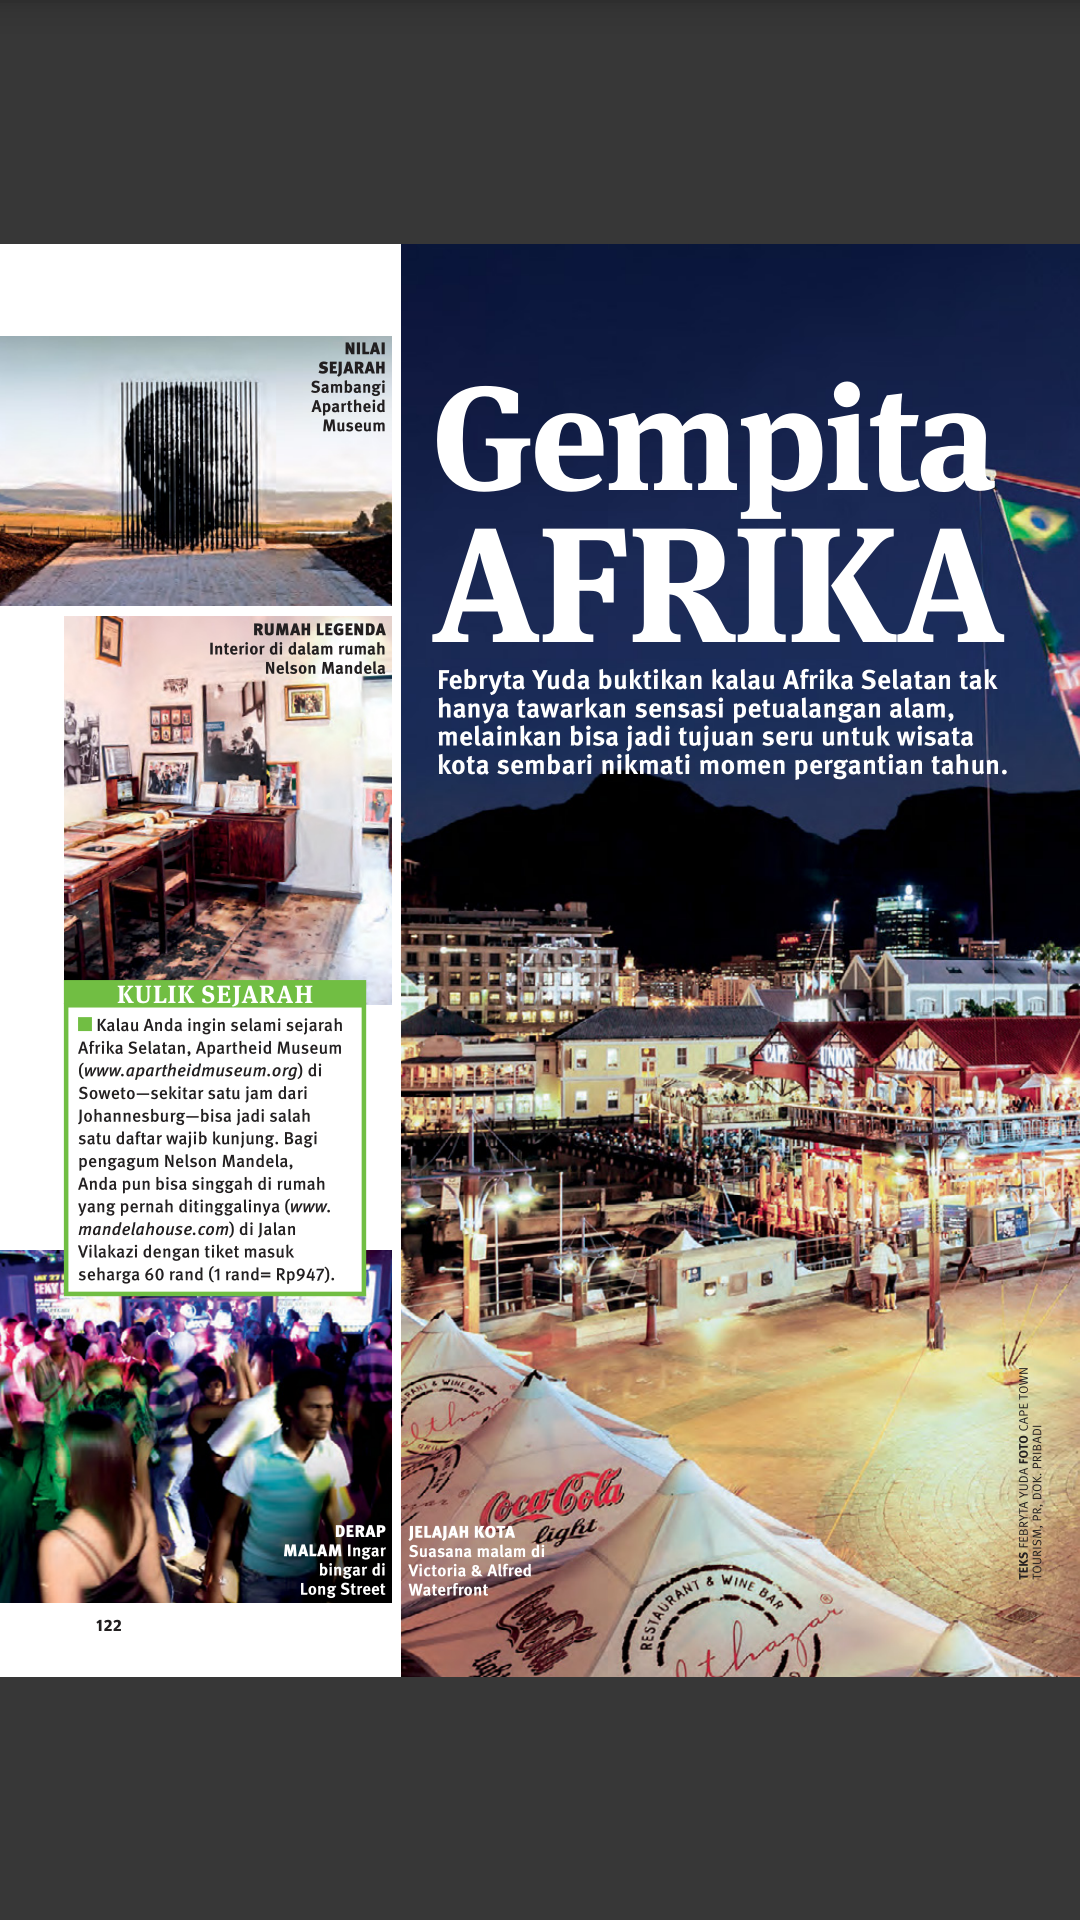 NILAI
SEJARAH
Sambangi
Apartheid
Museum
RUMAH LEGENDA
Interior di dalam rumah
Nelson Mandela
KULIK SEJARAH
Kalau Anda ingin selami sejarah
Afrika Selatan, Apartheid Museum
(www.apartheidmuseum.org) di
Soweto—sekitar satu jam dari
Johannesburg—bisa jadi salah
satu daftar wajib kunjung. Bagi
pengagum Nelson Mandela,
Anda pun bisa singgah di rumah
yang pernah ditinggalinya (www.
mandelahouse.com) di Jalan
Vilakazi dengan tiket masuk
seharga 60 rand (1 rand= Rp947).
DERAP
MALAM Ingar
bingar di
Long Street
122
Gempita
AFRIKA
Febryta Yuda buktikan kalau Afrika Selatan tak
hanya tawarkan sensasi petualangan alam,
melainkan bisa jadi tujuan seru untuk wisata
kota sembari nikmati momen pergantian tahun.
CAPE UNION MART
Coca-Cola
light
JELAJAH KOTA
Suasana malam di
Victoria & Alfred
Waterfront
RESTAURANT & WINE BAR
TEKS FEBRYTA YUDA FOTO CAPE TOWN
TOURISM, PR, DOK. PRIBADI